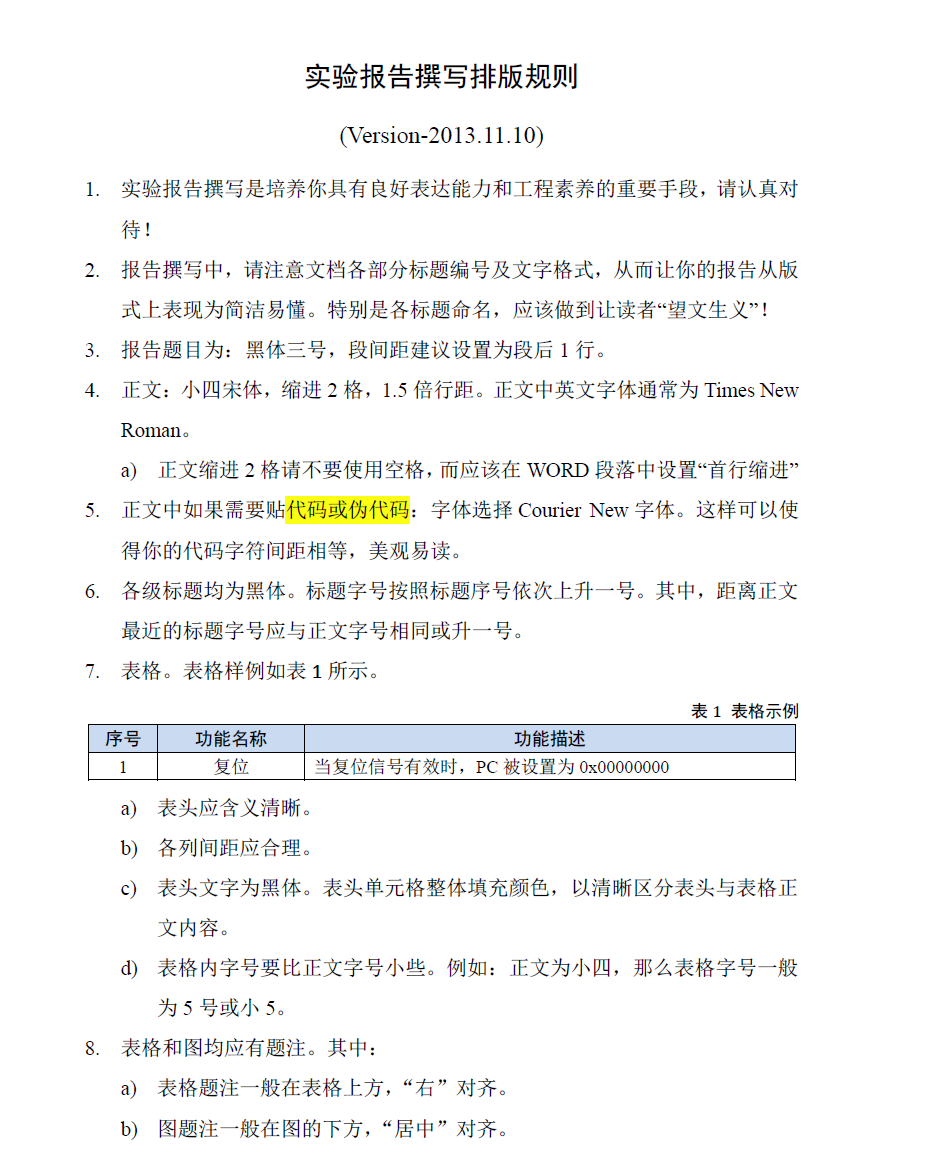 实验报告撰写排版规则
(Version-2013.11.10)
1. 实验报告撰写是培养你具有良好表达能力和工程素养的重要手段，请认真对
待！
2. 报告撰写中，请注意文档各部分标题编号及文字格式，从而让你的报告从版
式上表现为简洁易懂。特别是各标题命名，应该做到让读者“望文生义”！
3. 报告题目为：黑体三号，段间距建议设置为段后 1 行。
4. 正文：小四宋体，缩进 2 格，1.5 倍行距。正文中英文字体通常为 Times New
Roman。
a) 正文缩进 2 格请不要使用空格，而应该在 WORD 段落中设置“首行缩进”
5. 正文中如果需要贴代码或伪代码：字体选择 Courier New 字体。这样可以使
得你的代码字符间距相等，美观易读。
6. 各级标题均为黑体。标题字号按照标题序号依次上升一号。其中，距离正文
最近的标题字号应与正文字号相同或升一号。
7. 表格。表格样例如表 1 所示。
表 1 表格示例
序号 功能名称 功能描述
1 复位 当复位信号有效时，PC 被设置为 0x00000000
a) 表头应含义清晰。
b) 各列间距应合理。
c) 表头文字为黑体。表头单元格整体填充颜色，以清晰区分表头与表格正
文内容。
d) 表格内字号要比正文字号小些。例如：正文为小四，那么表格字号一般
为 5 号或小 5。
8. 表格和图均应有题注。其中：
a) 表格题注一般在表格上方，“右”对齐。
b) 图题注一般在图的下方，“居中”对齐。